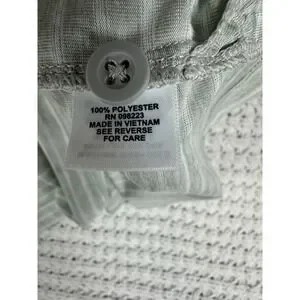 100% POLYESTER
RN 098223
MADE IN VIETNAM
SEE REVERSE
FOR CARE